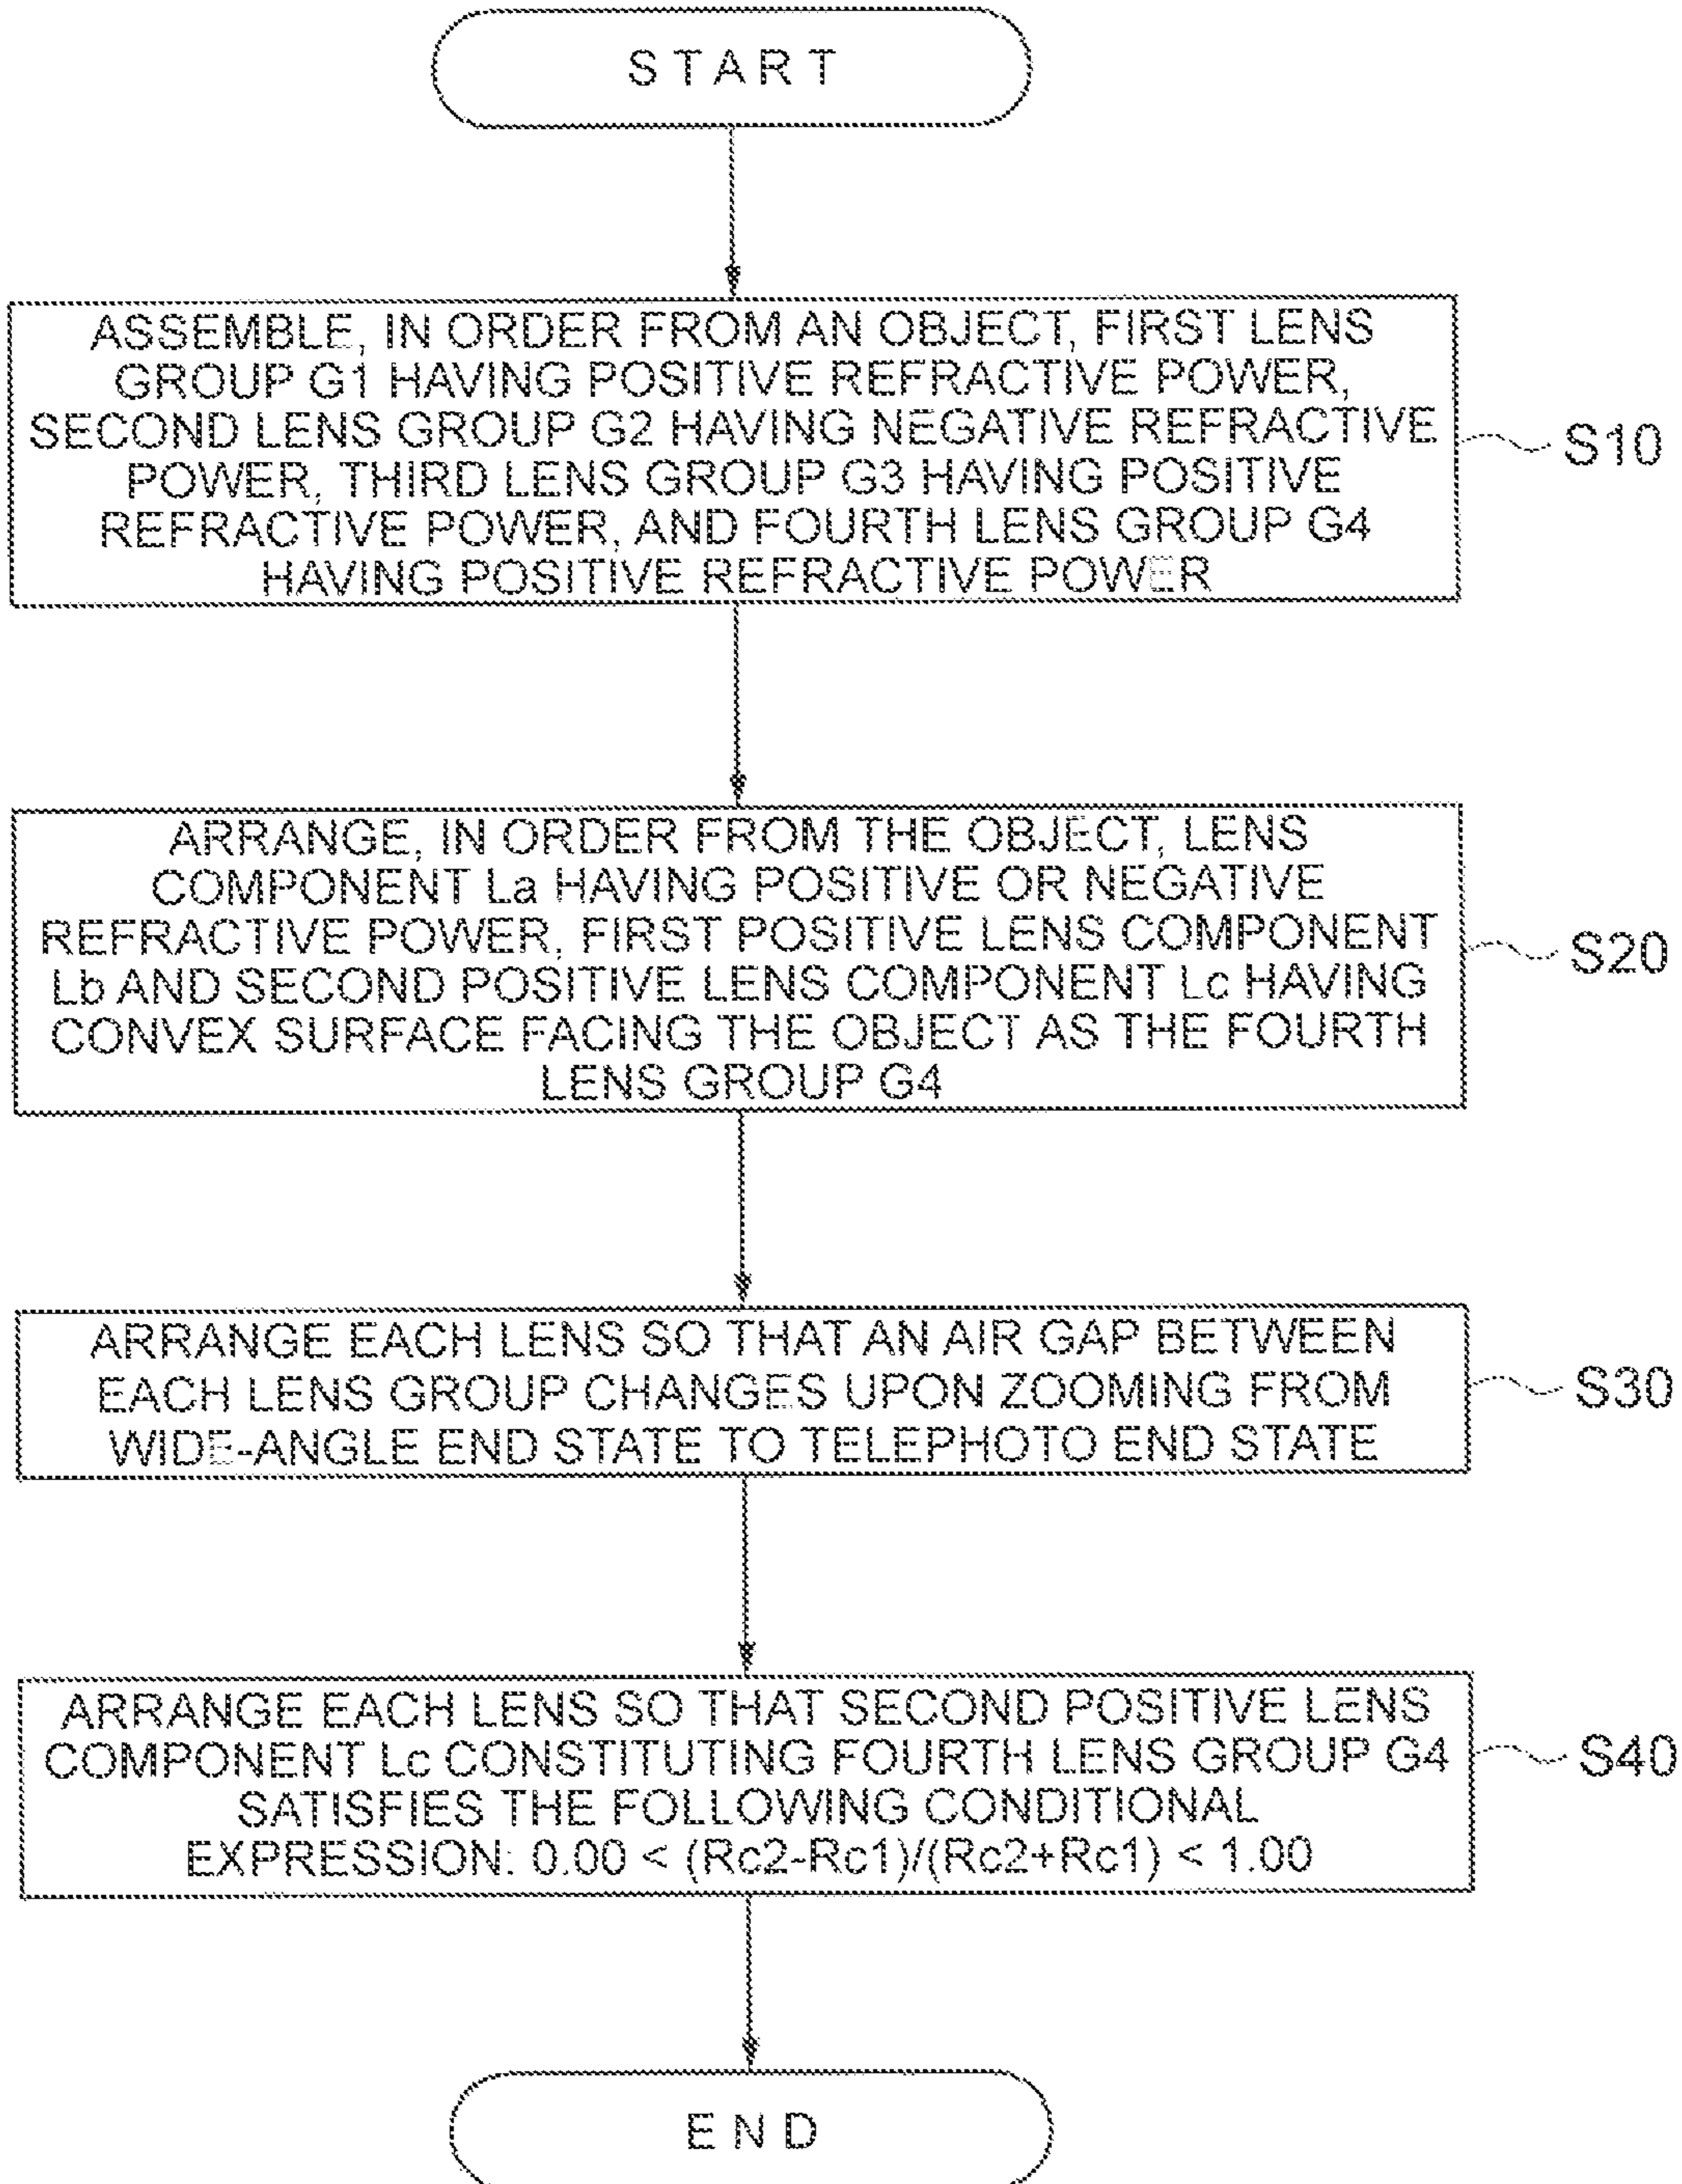 START
ASSEMBLE, IN ORDER FROM AN OBJECT, FIRST LENS
GROUP G1 HAVING POSITIVE REFRACTIVE POWER,
SECOND LENS GROUP G2 HAVING NEGATIVE REFRACTIVE
POWER, THIRD LENS GROUP G3 HAVING POSITIVE
REFRACTIVE POWER, AND FOURTH LENS GROUP G4
HAVING POSITIVE REFRACTIVE POWER
S10
ARRANGE, IN ORDER FROM THE OBJECT, LENS
COMPONENT La HAVING POSITIVE OR NEGATIVE
REFRACTIVE POWER, FIRST POSITIVE LENS COMPONENT
Lb AND SECOND POSITIVE LENS COMPONENT Lc HAVING
CONVEX SURFACE FACING THE OBJECT AS THE FOURTH
LENS GROUP G4
S20
ARRANGE EACH LENS SO THAT AN AIR GAP BETWEEN
EACH LENS GROUP CHANGES UPON ZOOMING FROM
WIDE-ANGLE END STATE TO TELEPHOTO END STATE
S30
ARRANGE EACH LENS SO THAT SECOND POSITIVE LENS
COMPONENT Lc CONSTITUTING FOURTH LENS GROUP G4
SATISFIES THE FOLLOWING CONDITIONAL
EXPRESSION: 0.00 < (Rc2-Rc1)/(Rc2+Rc1) < 1.00
S40
END